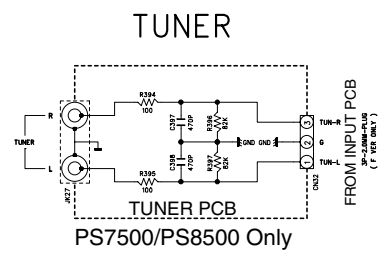 TUNER
R394
100
R
C397
470P
R396
82K
3
TUN-R
TUNER
GND GND
2
G
C398
470P
R397
82K
1
TUN-L
L
R395
100
JK27
CN32
TUNER PCB
FROM INPUT PCB
3P-2.0MM-PLUG
( F VER ONLY )
PS7500/PS8500 Only